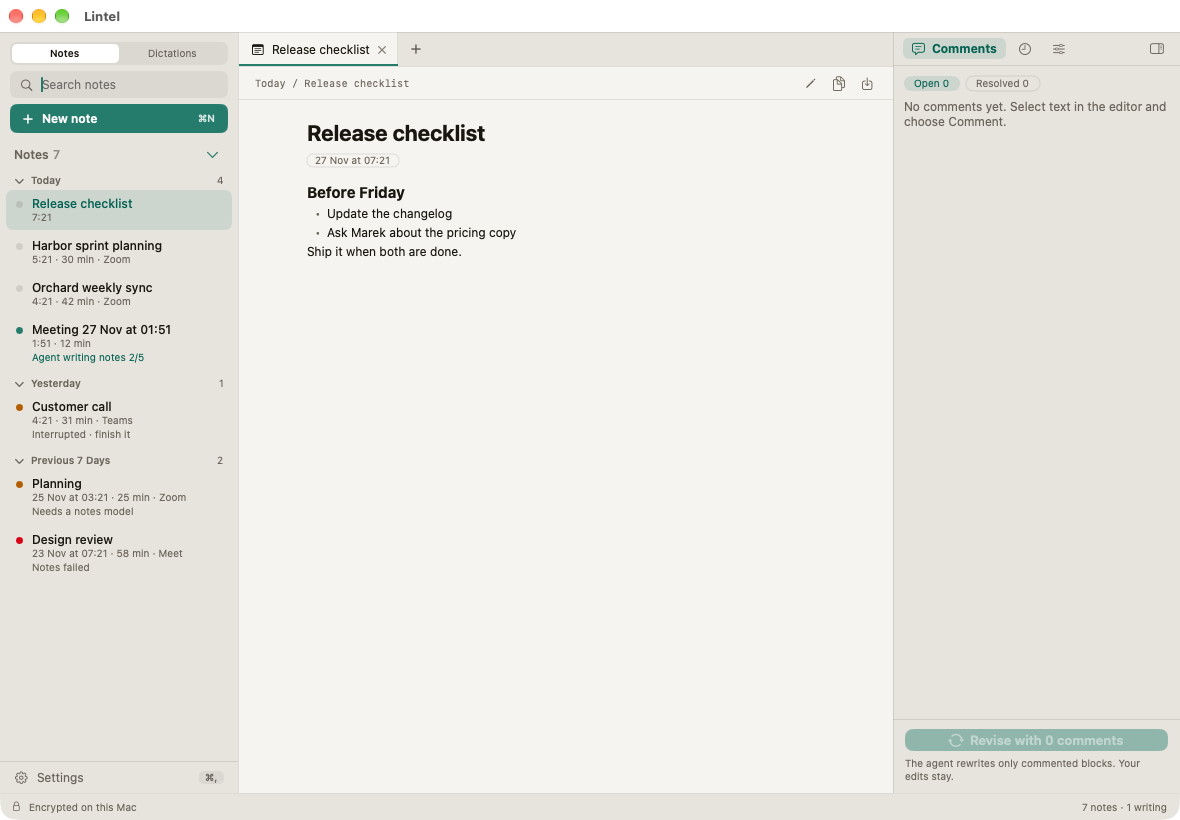 Lintel
Notes
Dictations
Search notes
New note
⌘N
Notes 7
Today
4
Release checklist
7:21
Harbor sprint planning
5:21 · 30 min · Zoom
Orchard weekly sync
4:21 · 42 min · Zoom
Meeting 27 Nov at 01:51
1:51 · 12 min
Agent writing notes 2/5
Yesterday
1
Customer call
4:21 · 31 min · Teams
Interrupted · finish it
Previous 7 Days
2
Planning
25 Nov at 03:21 · 25 min · Zoom
Needs a notes model
Design review
23 Nov at 07:21 · 58 min · Meet
Notes failed
Settings
⌘,
Encrypted on this Mac
Release checklist
Today / Release checklist
Release checklist
27 Nov at 07:21
Before Friday
• Update the changelog
• Ask Marek about the pricing copy
Ship it when both are done.
Comments
Open 0
Resolved 0
No comments yet. Select text in the editor and
choose Comment.
Revise with 0 comments
The agent rewrites only commented blocks. Your
edits stay.
7 notes · 1 writing